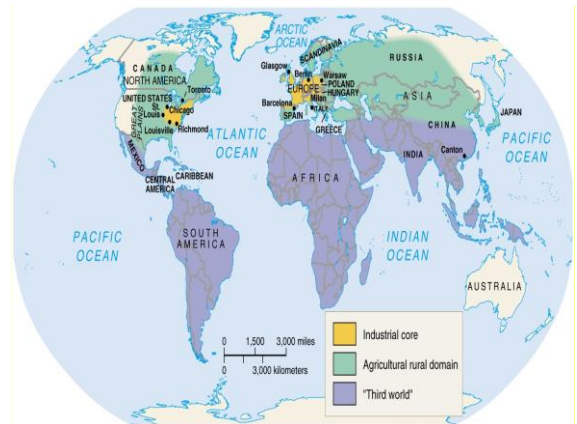 ARCTIC
OCEAN
SCANDINAVIA
RUSSIA
CANADA
NORTH AMERICA
Toronto
Glasgow
Berlin
Warsaw
POLAND
EUROPE
HUNGARY
ASIA
UNITED STATES
Chicago
St.
Louis
GREAT
PLAINS
Louisville
Richmond
Barcelona
Milan
ITALY
SPAIN
GREECE
CHINA
JAPAN
ATLANTIC
OCEAN
PACIFIC
OCEAN
MEXICO
CENTRAL
AMERICA
CARIBBEAN
AFRICA
INDIA
Canton
PACIFIC
OCEAN
SOUTH
AMERICA
INDIAN
OCEAN
AUSTRALIA
0 1,500 3,000 miles
0 3,000 kilometers
Industrial core
Agricultural rural domain
"Third world"